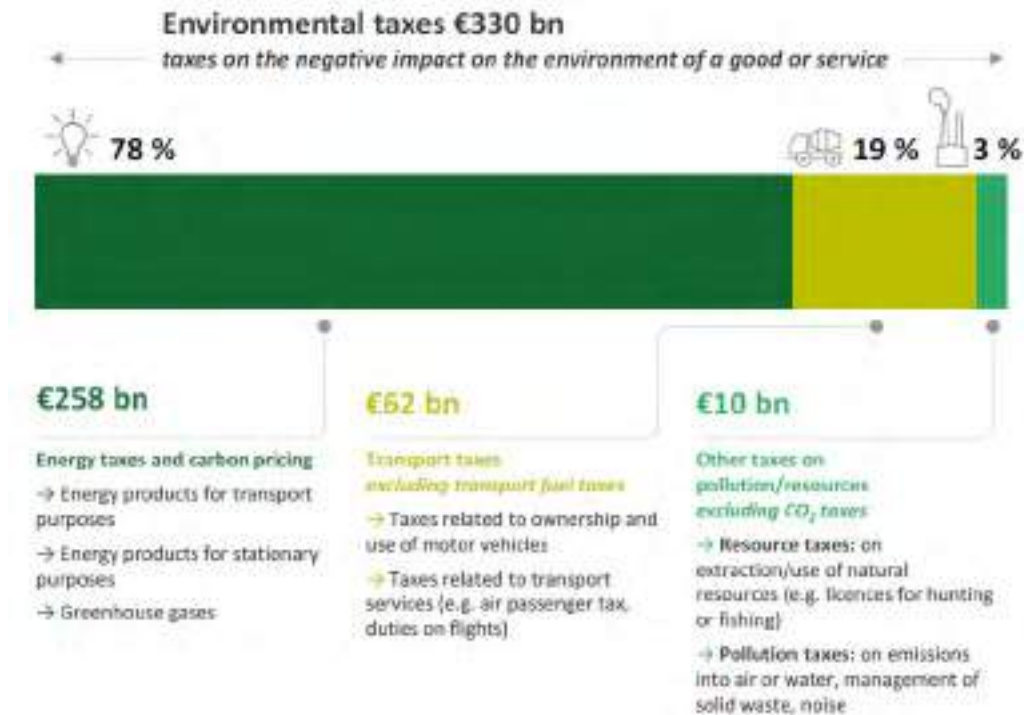 Environmental taxes €330 bn
taxes on the negative impact on the environment of a good or service
78 %
19 %
3 %
€258 bn
Energy taxes and carbon pricing
→ Energy products for transport
purposes
→ Energy products for stationary
purposes
→ Greenhouse gases
€62 bn
Transport taxes
excluding transport fuel taxes
→ Taxes related to ownership and
use of motor vehicles
→ Taxes related to transport
services (e.g. air passenger tax,
duties on flights)
€10 bn
Other taxes on
pollution/resources
excluding CO₂ taxes
→ Resource taxes: on
extraction/use of natural
resources (e.g. licences for hunting
or fishing)
→ Pollution taxes: on emissions
into air or water, management of
solid waste, noise